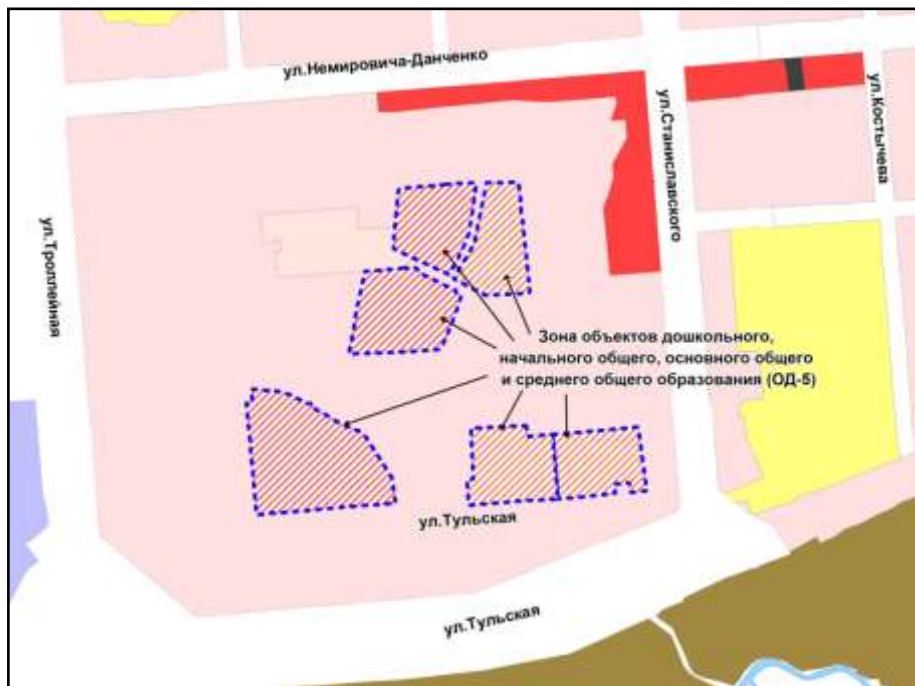 ул.Немировича-Данченко
ул.Станиславского
ул.Костычева
ул.Троллейная
Зона объектов дошкольного,
начального общего, основного общего
и среднего общего образования (ОД-5)
ул.Тульская
ул.Тульская